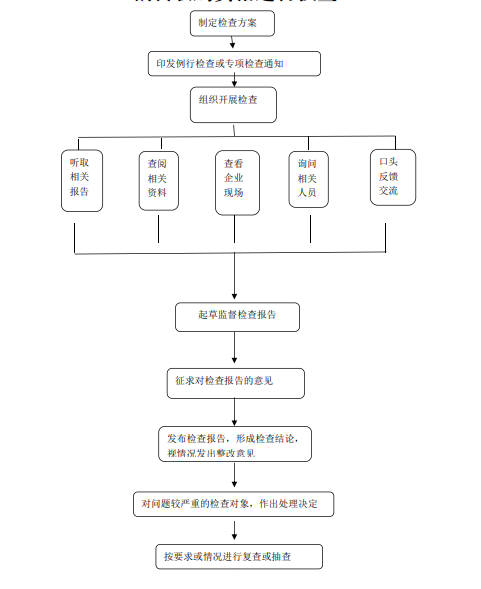 制定检查方案
印发例行检查或专项检查通知
组织开展检查
听取
相关
报告
查阅
相关
资料
查看
企业
现场
询问
相关
人员
口头
反馈
交流
起草监督检查报告
征求对检查报告的意见
发布检查报告，形成检查结论，
视情况发出整改意见
对问题较严重的检查对象，作出处理决定
按要求或情况进行复查或抽查